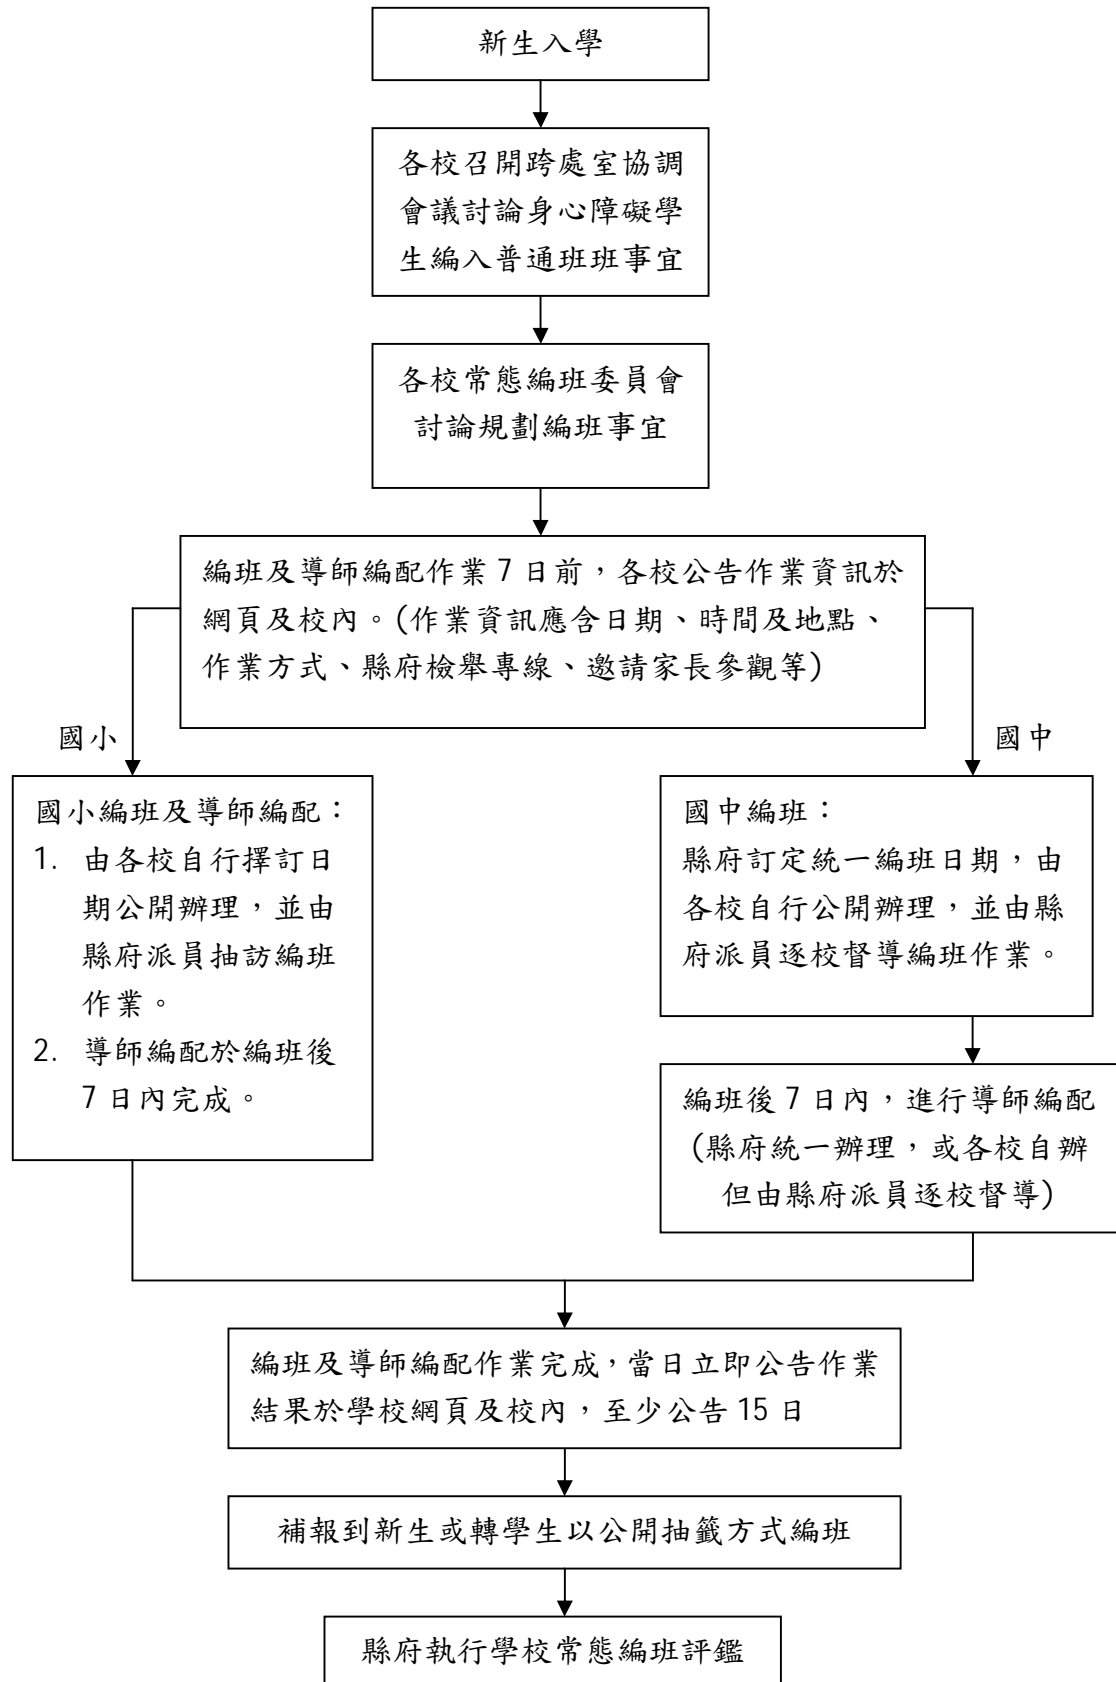 新生入學
各校召開跨處室協調
會議討論身心障礙學
生編入普通班班事宜
各校常態編班委員會
討論規劃編班事宜
編班及導師編配作業 7 日前，各校公告作業資訊於
網頁及校內。(作業資訊應含日期、時間及地點、
作業方式、縣府檢舉專線、邀請家長參觀等)
國小
國中
國小編班及導師編配：
1. 由各校自行擇訂日
期公開辦理，並由
縣府派員抽訪編班
作業。
2. 導師編配於編班後
7 日內完成。
國中編班：
縣府訂定統一編班日期，由
各校自行公開辦理，並由縣
府派員逐校督導編班作業。
編班後 7 日內，進行導師編配
(縣府統一辦理，或各校自辦
但由縣府派員逐校督導)
編班及導師編配作業完成，當日立即公告作業
結果於學校網頁及校內，至少公告 15 日
補報到新生或轉學生以公開抽籤方式編班
縣府執行學校常態編班評鑑